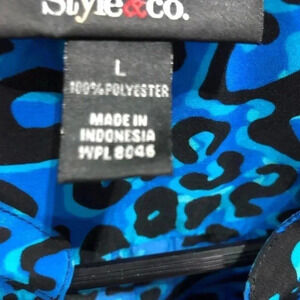 Style&co.
L
100% POLYESTER
MADE IN
INDONESIA
WPL 8046